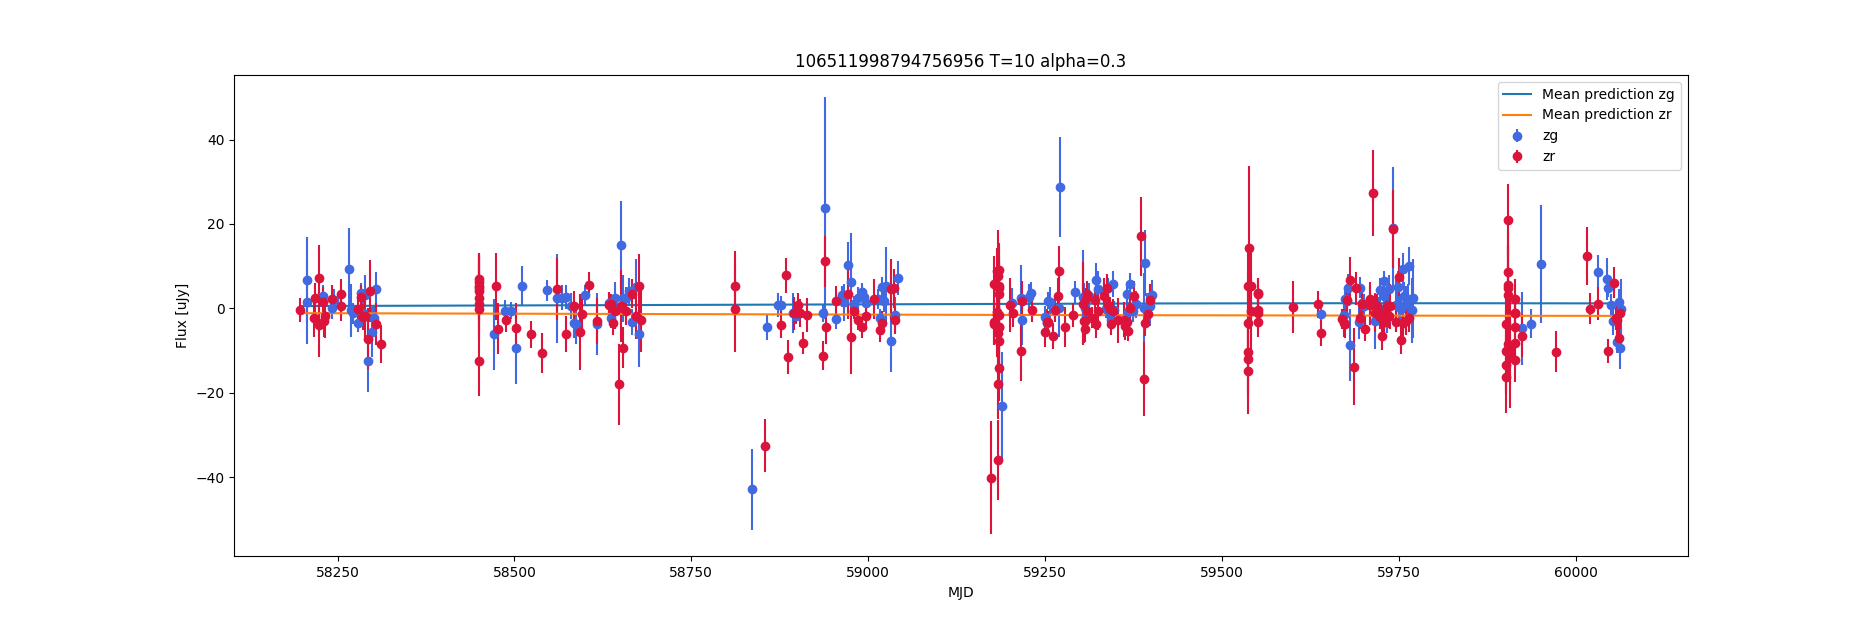 106511998794756956 T=10 alpha=0.3
Mean prediction zg
Mean prediction zr
zg
zr
Flux [uJy]
40
20
0
−20
−40
58250 58500 58750 59000 59250 59500 59750 60000
MJD